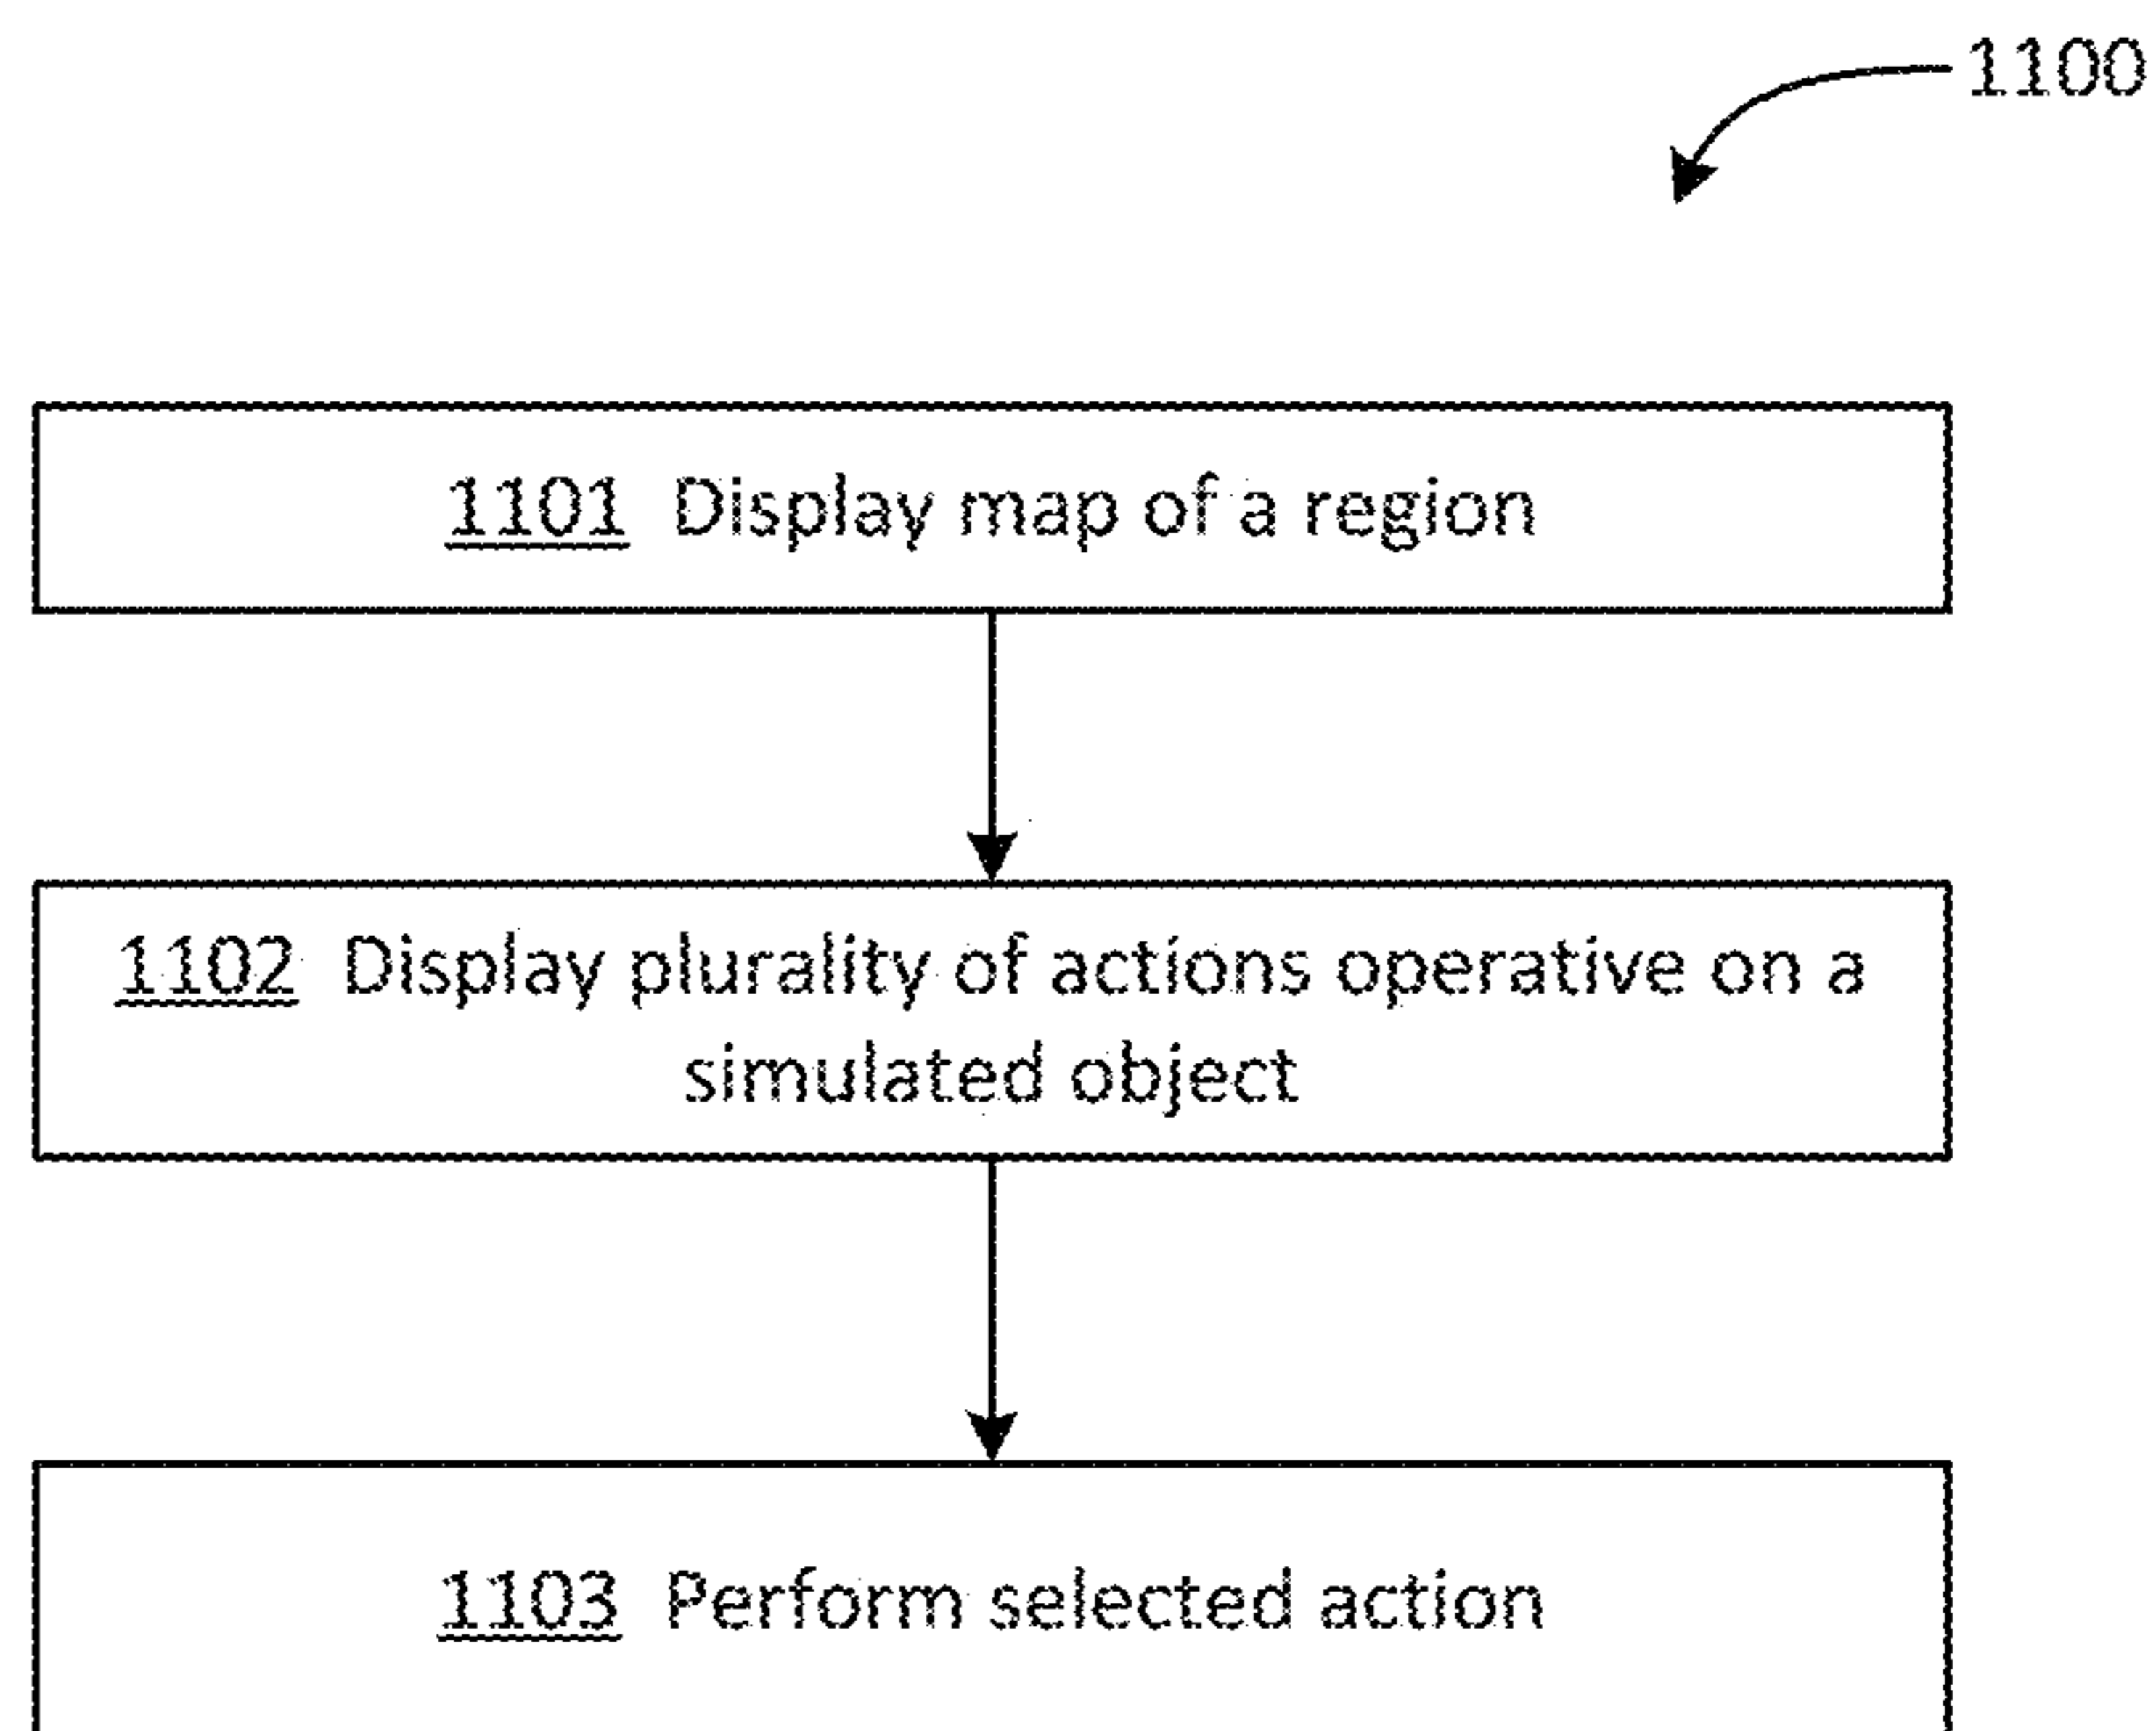 1100
1101 Display map of a region
1102 Display plurality of actions operative on a
simulated object
1103 Perform selected action